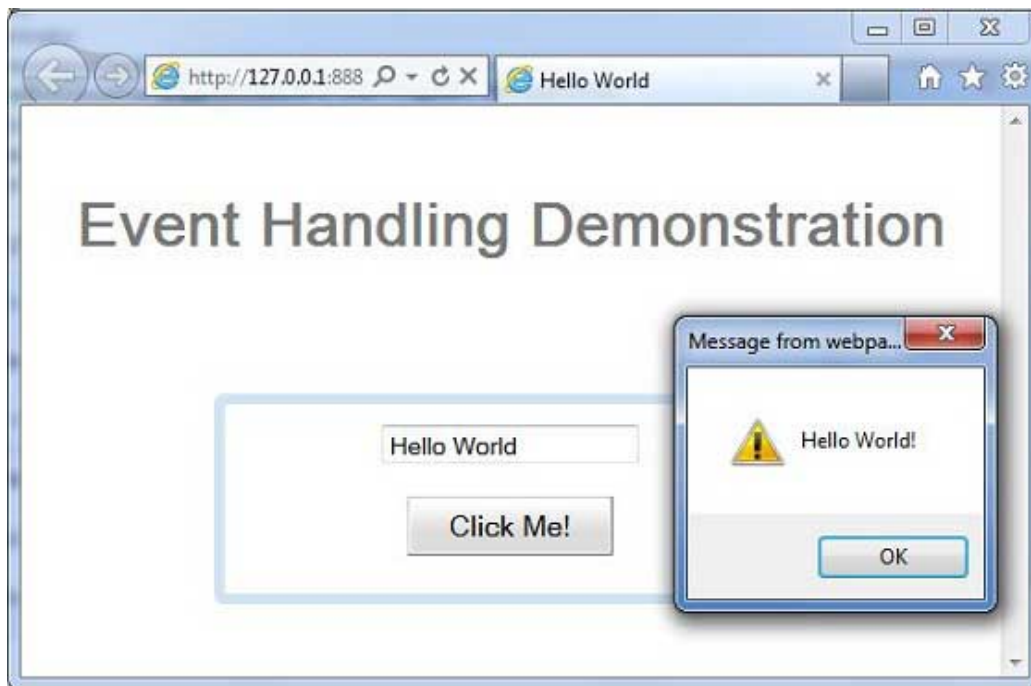 http://127.0.0.1:888
Hello World
Event Handling Demonstration
Message from webpa...
Hello World!
OK
Hello World
Click Me!